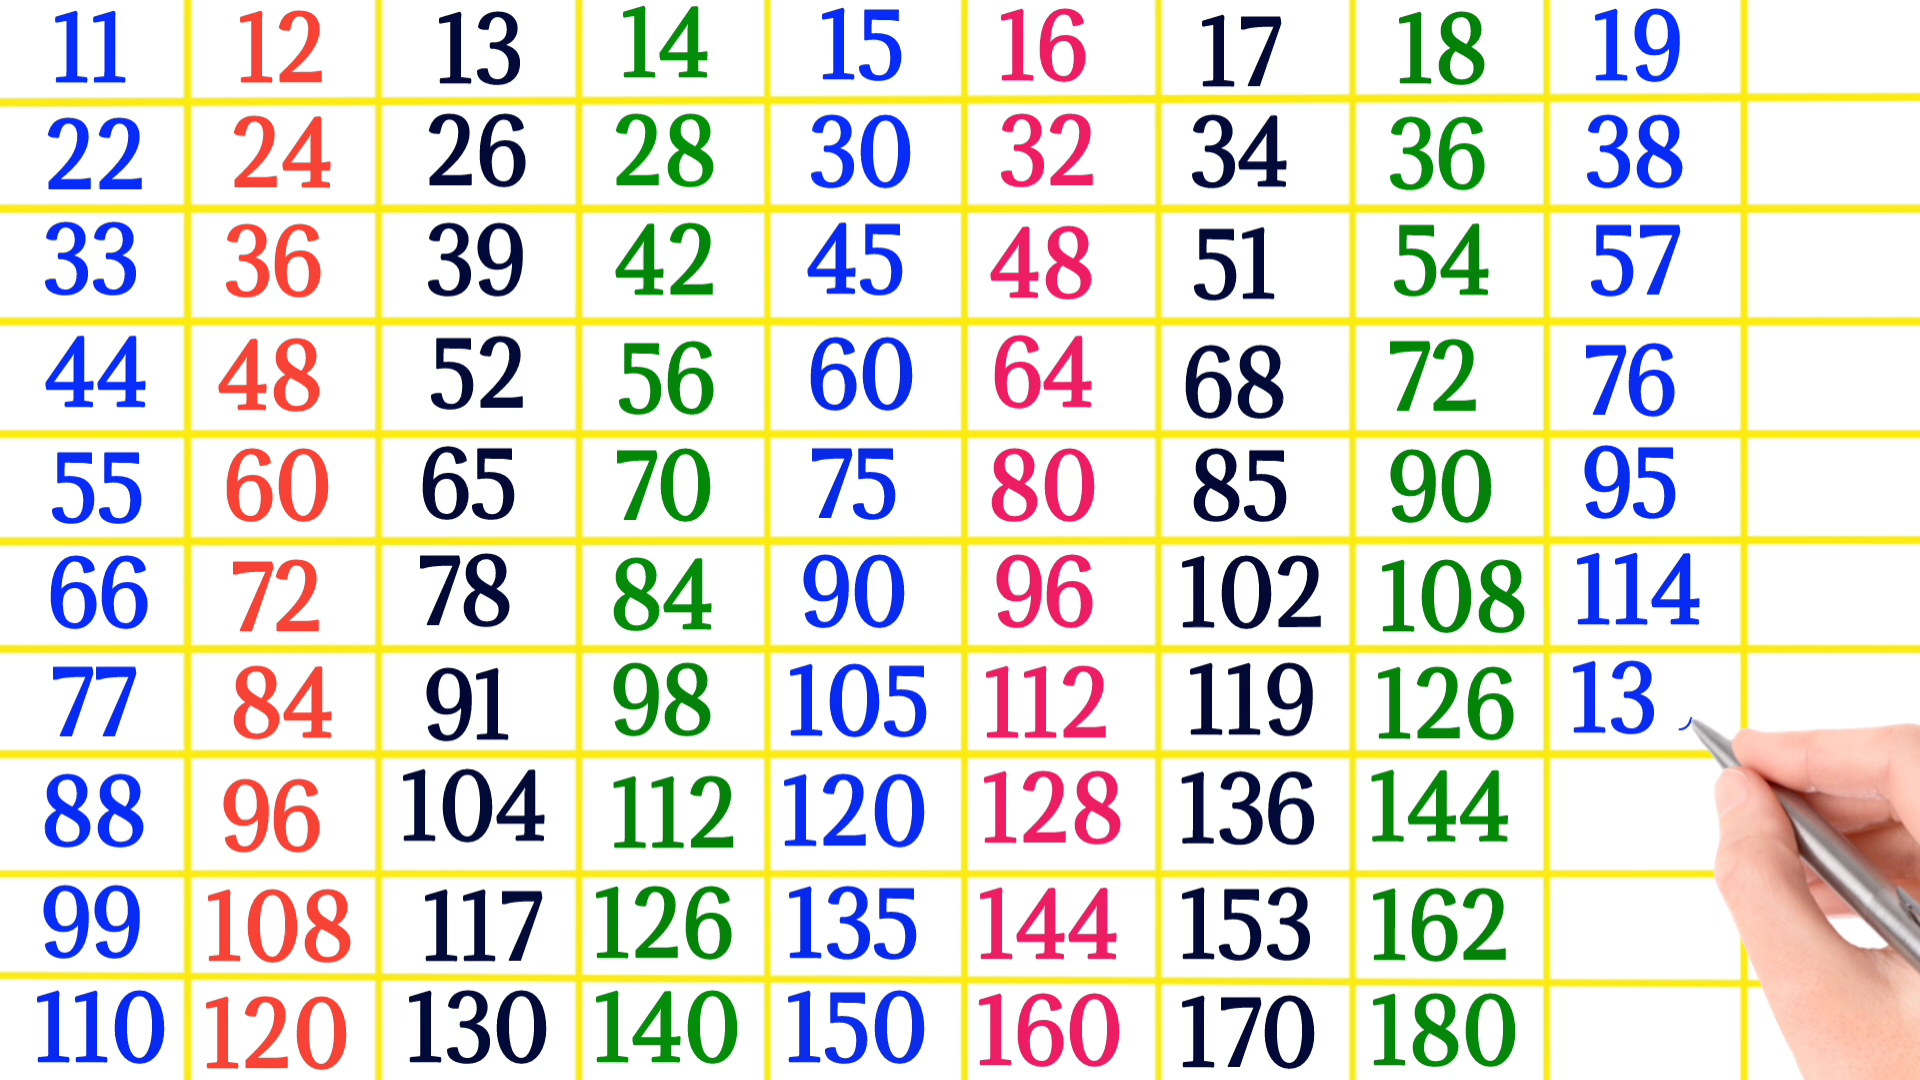 11 12 13 14 15 16 17 18 19
22 24 26 28 30 32 34 36 38
33 36 39 42 45 48 51 54 57
44 48 52 56 60 64 68 72 76
55 60 65 70 75 80 85 90 95
66 72 78 84 90 96 102 108 114
77 84 91 98 105 112 119 126 13
88 96 104 112 120 128 136 144
99 108 117 126 135 144 153 162
110 120 130 140 150 160 170 180